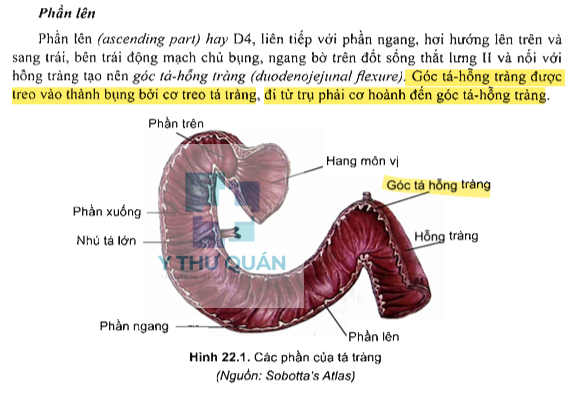 Phần lên
Phần lên (ascending part) hay D4, liên tiếp với phần ngang, hơi hướng lên trên và
sang trái, bên trái động mạch chủ bụng, ngang bờ trên đốt sống thắt lưng II và nối với
hỗng tràng tạo nên góc tá-hỗng tràng (duodenojejunal flexure). Góc tá-hỗng tràng được
treo vào thành bụng bởi cơ treo tá tràng, đi từ trụ phải cơ hoành đến góc tá-hỗng tràng.
Phần trên
Hang môn vị
Góc tá hỗng tràng
Phần xuống
Nhú tá lớn
Hỗng tràng
Y THƯ QUÁN
Phần ngang
Phần lên
Hình 22.1. Các phần của tá tràng
(Nguồn: Sobotta's Atlas)